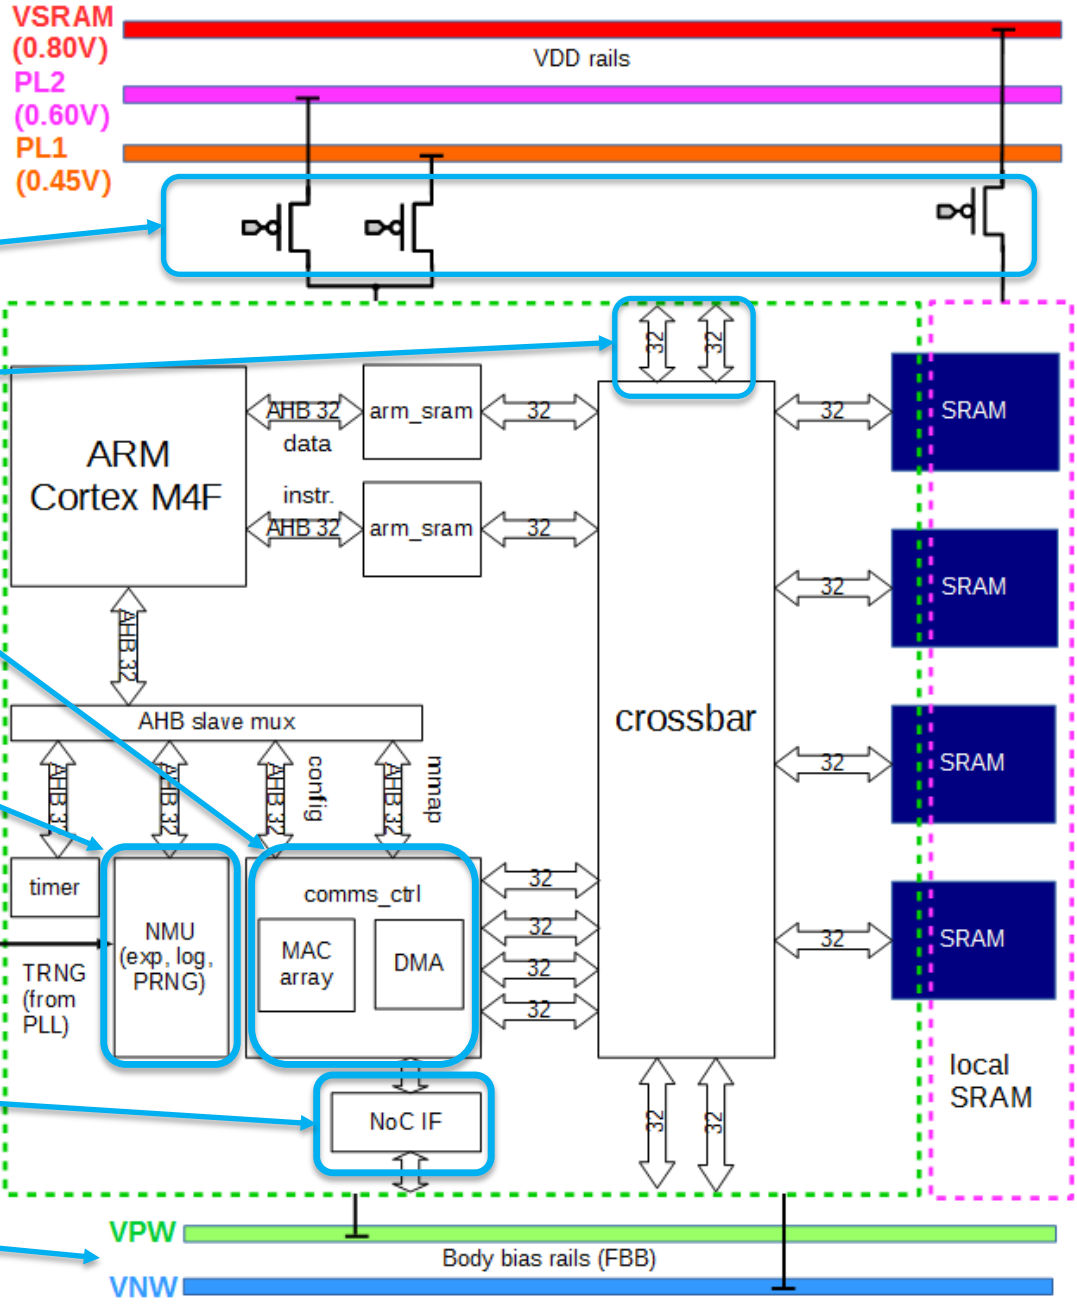 VSRAM
(0.80V)
VDD rails
PL2
(0.60V)
PL1
(0.45V)
32
32
ARM
Cortex M4F
AHB 32
data
arm_sram
32
32
SRAM
instr.
AHB 32
arm_sram
32
32
SRAM
AHB 32
AHB slave mux
crossbar
32
SRAM
AHB 3
AHB 32
AHB 32
config
AHB 32
mmap
timer
NMU
(exp, log,
PRNG)
comms_ctrl
MAC
array
DMA
32
32
32
32
32
SRAM
TRNG
(from
PLL)
local
SRAM
NoC IF
32
32
VPW
Body bias rails (FBB)
VNW